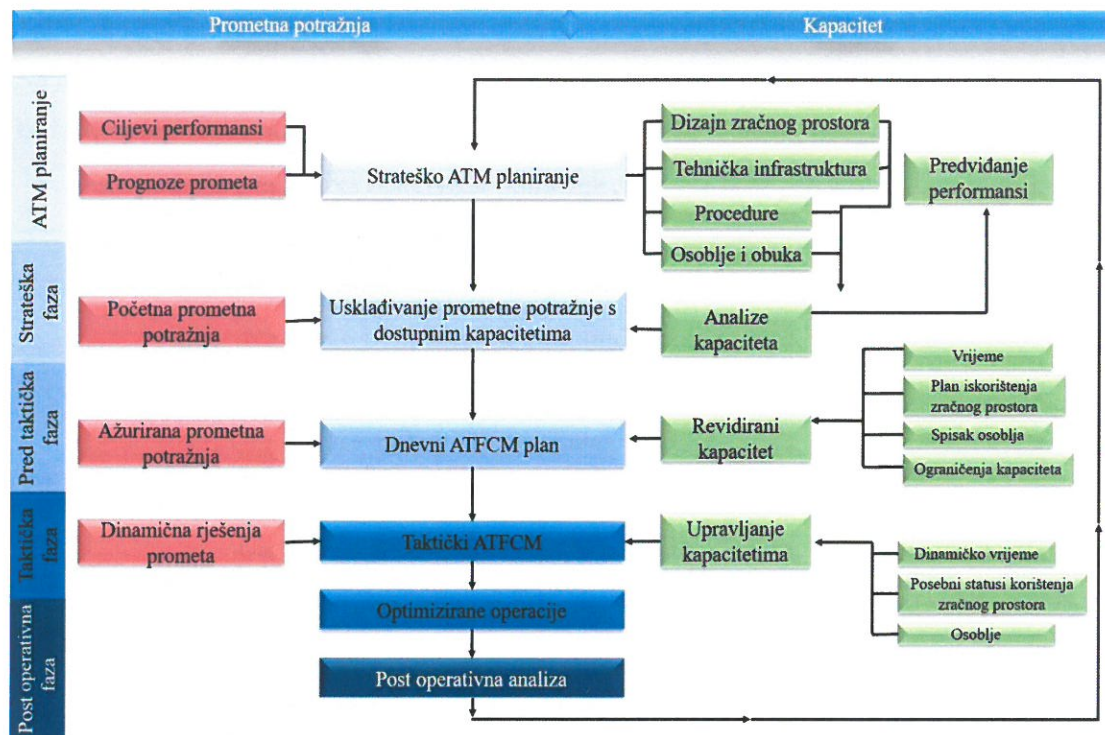 Prometna potražnja
Kapacitet
ATM planiranje
Ciljevi performansi
Prognoze prometa
Strateško ATM planiranje
Dizajn zračnog prostora
Tehnička infrastruktura
Procedure
Osoblje i obuka
Predviđanje
performansi
Strateška
faza
Početna prometna
potražnja
Usklađivanje prometne potražnje s
dostupnim kapacitetima
Analize
kapaciteta
Pred taktička
faza
Ažurirana prometna
potražnja
Dnevni ATFCM plan
Revidirani
kapacitet
Vrijeme
Plan iskorištenja
zračnog prostora
Spisak osoblja
Ograničenja kapaciteta
Taktička
faza
Dinamična rješenja
prometa
Taktički ATFCM
Upravljanje
kapacitetima
Dinamičko vrijeme
Posebni statusi korištenja
zračnog prostora
Osoblje
Optimizirane operacije
Post operativna
faza
Post operativna analiza